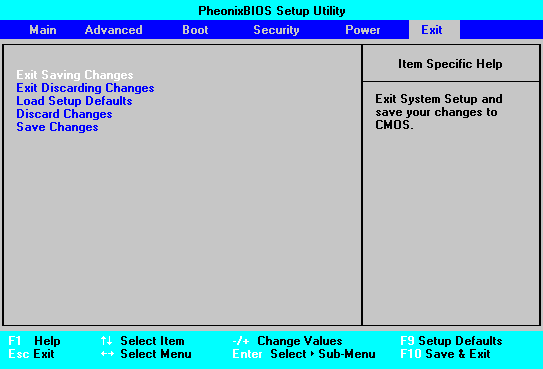 PheonixBIOS Setup Utility
Main Advanced Boot Security Power Exit
Exit Saving Changes
Exit Discarding Changes
Load Setup Defaults
Discard Changes
Save Changes
Item Specific Help
Exit System Setup and
save your changes to
CMOS.
F1 Help ↑↓ Select Item -/+ Change Values F9 Setup Defaults
Esc Exit ↔ Select Menu Enter Select ▸ Sub-Menu F10 Save & Exit